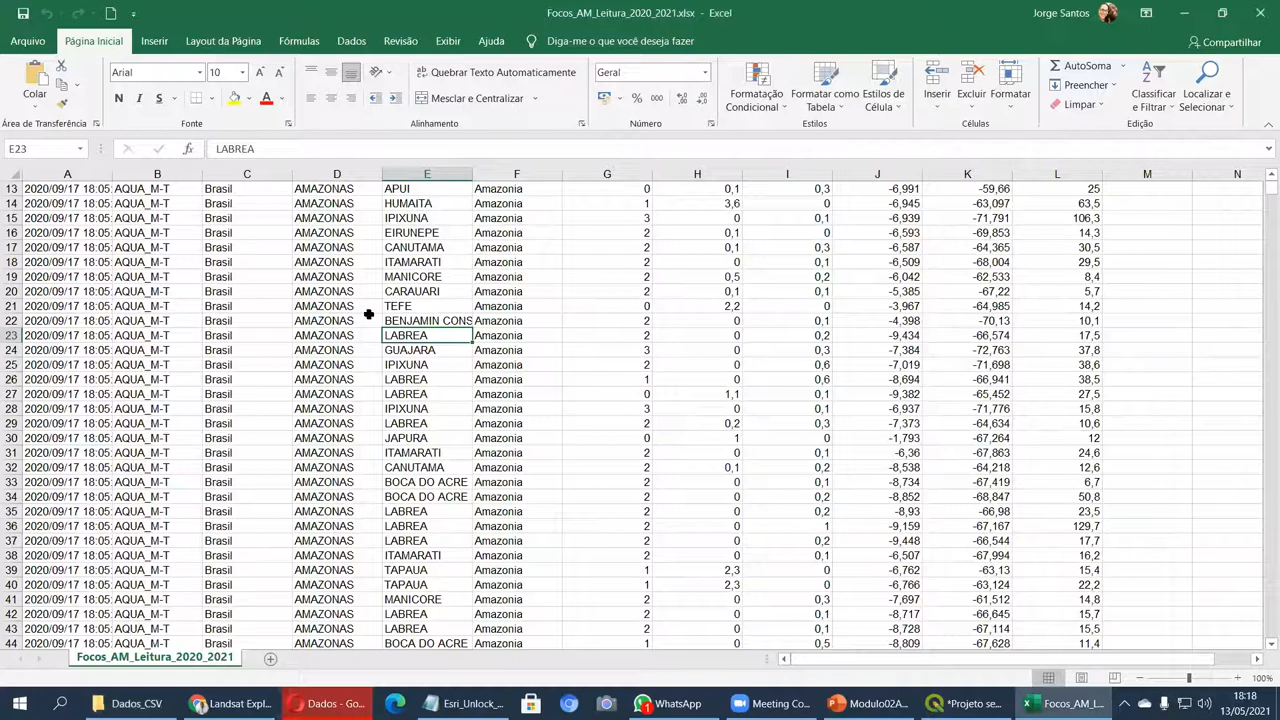 Focos_AM_Leitura_2020_2021.xlsx - Excel
Jorge Santos
Arquivo Página Inicial Inserir Layout da Página Fórmulas Dados Revisão Exibir Ajuda Diga-me o que você deseja fazer Compartilhar
Colar Arial 10 Quebrar Texto Automaticamente Geral Formatação Condicional Formatar como Tabela Estilos de Célula Inserir Excluir Formatar AutoSoma Classificar e Filtrar Localizar e Selecionar
N I S Mesclar e Centralizar % 000 Preencher
Limpar
Área de Transferência Fonte Alinhamento Número Estilos Células Edição
E23 fx LABREA
A B C D E F G H I J K L M N
13 2020/09/17 18:05: AQUA_M-T Brasil AMAZONAS APUI Amazonia 0 0,1 0,3 -6,991 -59,66 25
14 2020/09/17 18:05: AQUA_M-T Brasil AMAZONAS HUMAITA Amazonia 1 3,6 0 -6,945 -63,097 63,5
15 2020/09/17 18:05: AQUA_M-T Brasil AMAZONAS IPIXUNA Amazonia 3 0 0,1 -6,939 -71,791 106,3
16 2020/09/17 18:05: AQUA_M-T Brasil AMAZONAS EIRUNEPE Amazonia 2 0,1 0 -6,593 -69,853 14,3
17 2020/09/17 18:05: AQUA_M-T Brasil AMAZONAS CANUTAMA Amazonia 2 0,1 0,3 -6,587 -64,365 30,5
18 2020/09/17 18:05: AQUA_M-T Brasil AMAZONAS ITAMARATI Amazonia 2 0 0,1 -6,509 -68,004 29,5
19 2020/09/17 18:05: AQUA_M-T Brasil AMAZONAS MANICORE Amazonia 2 0,5 0,2 -6,042 -62,533 8,4
20 2020/09/17 18:05: AQUA_M-T Brasil AMAZONAS CARAUARI Amazonia 2 0,1 0,1 -5,385 -67,22 5,7
21 2020/09/17 18:05: AQUA_M-T Brasil AMAZONAS TEFE Amazonia 0 2,2 0 -3,967 -64,985 14,2
22 2020/09/17 18:05: AQUA_M-T Brasil AMAZONAS BENJAMIN CONS Amazonia 2 0 0,1 -4,398 -70,13 10,1
23 2020/09/17 18:05: AQUA_M-T Brasil AMAZONAS LABREA Amazonia 2 0 0,2 -9,434 -66,574 17,5
24 2020/09/17 18:05: AQUA_M-T Brasil AMAZONAS GUAJARA Amazonia 3 0 0,3 -7,384 -72,763 37,8
25 2020/09/17 18:05: AQUA_M-T Brasil AMAZONAS IPIXUNA Amazonia 2 0 0,6 -7,019 -71,698 38,6
26 2020/09/17 18:05: AQUA_M-T Brasil AMAZONAS LABREA Amazonia 1 0 0,6 -8,694 -66,941 38,5
27 2020/09/17 18:05: AQUA_M-T Brasil AMAZONAS LABREA Amazonia 0 1,1 0 -9,382 -65,452 27,5
28 2020/09/17 18:05: AQUA_M-T Brasil AMAZONAS IPIXUNA Amazonia 3 0 0,1 -6,937 -71,776 15,8
29 2020/09/17 18:05: AQUA_M-T Brasil AMAZONAS LABREA Amazonia 2 0,2 0,3 -7,373 -64,634 10,6
30 2020/09/17 18:05: AQUA_M-T Brasil AMAZONAS JAPURA Amazonia 0 1 0 -1,793 -67,264 12
31 2020/09/17 18:05: AQUA_M-T Brasil AMAZONAS ITAMARATI Amazonia 2 0 0,1 -6,36 -67,863 24,6
32 2020/09/17 18:05: AQUA_M-T Brasil AMAZONAS CANUTAMA Amazonia 2 0,1 0,2 -8,538 -64,218 12,6
33 2020/09/17 18:05: AQUA_M-T Brasil AMAZONAS BOCA DO ACRE Amazonia 2 0 0,2 -8,734 -67,419 6,7
34 2020/09/17 18:05: AQUA_M-T Brasil AMAZONAS BOCA DO ACRE Amazonia 2 0 0,2 -8,852 -68,847 50,8
35 2020/09/17 18:05: AQUA_M-T Brasil AMAZONAS LABREA Amazonia 2 0 0,2 -8,93 -66,98 23,5
36 2020/09/17 18:05: AQUA_M-T Brasil AMAZONAS LABREA Amazonia 2 0 1 -9,159 -67,167 129,7
37 2020/09/17 18:05: AQUA_M-T Brasil AMAZONAS LABREA Amazonia 2 0 0,2 -9,448 -66,544 17,7
38 2020/09/17 18:05: AQUA_M-T Brasil AMAZONAS ITAMARATI Amazonia 2 0 0,1 -6,507 -67,994 16,2
39 2020/09/17 18:05: AQUA_M-T Brasil AMAZONAS TAPAUA Amazonia 1 2,3 0 -6,762 -63,13 15,4
40 2020/09/17 18:05: AQUA_M-T Brasil AMAZONAS TAPAUA Amazonia 1 2,3 0 -6,766 -63,124 22,2
41 2020/09/17 18:05: AQUA_M-T Brasil AMAZONAS MANICORE Amazonia 2 0 0,3 -7,697 -61,512 14,8
42 2020/09/17 18:05: AQUA_M-T Brasil AMAZONAS LABREA Amazonia 2 0 0,1 -8,717 -66,645 15,7
43 2020/09/17 18:05: AQUA_M-T Brasil AMAZONAS LABREA Amazonia 2 0 0,1 -8,728 -67,114 15,5
44 2020/09/17 18:05: AQUA_M-T Brasil AMAZONAS BOCA DO ACRE Amazonia 1 0 0,5 -8,809 -67,628 11,4
Focos_AM_Leitura_2020_2021
100%
Dados_CSV Landsat Expl... Dados - Go... Esri_Unlock_... WhatsApp Meeting Co... Modulo02A... *Projeto se... Focos_AM_L...
18:18
13/05/2021